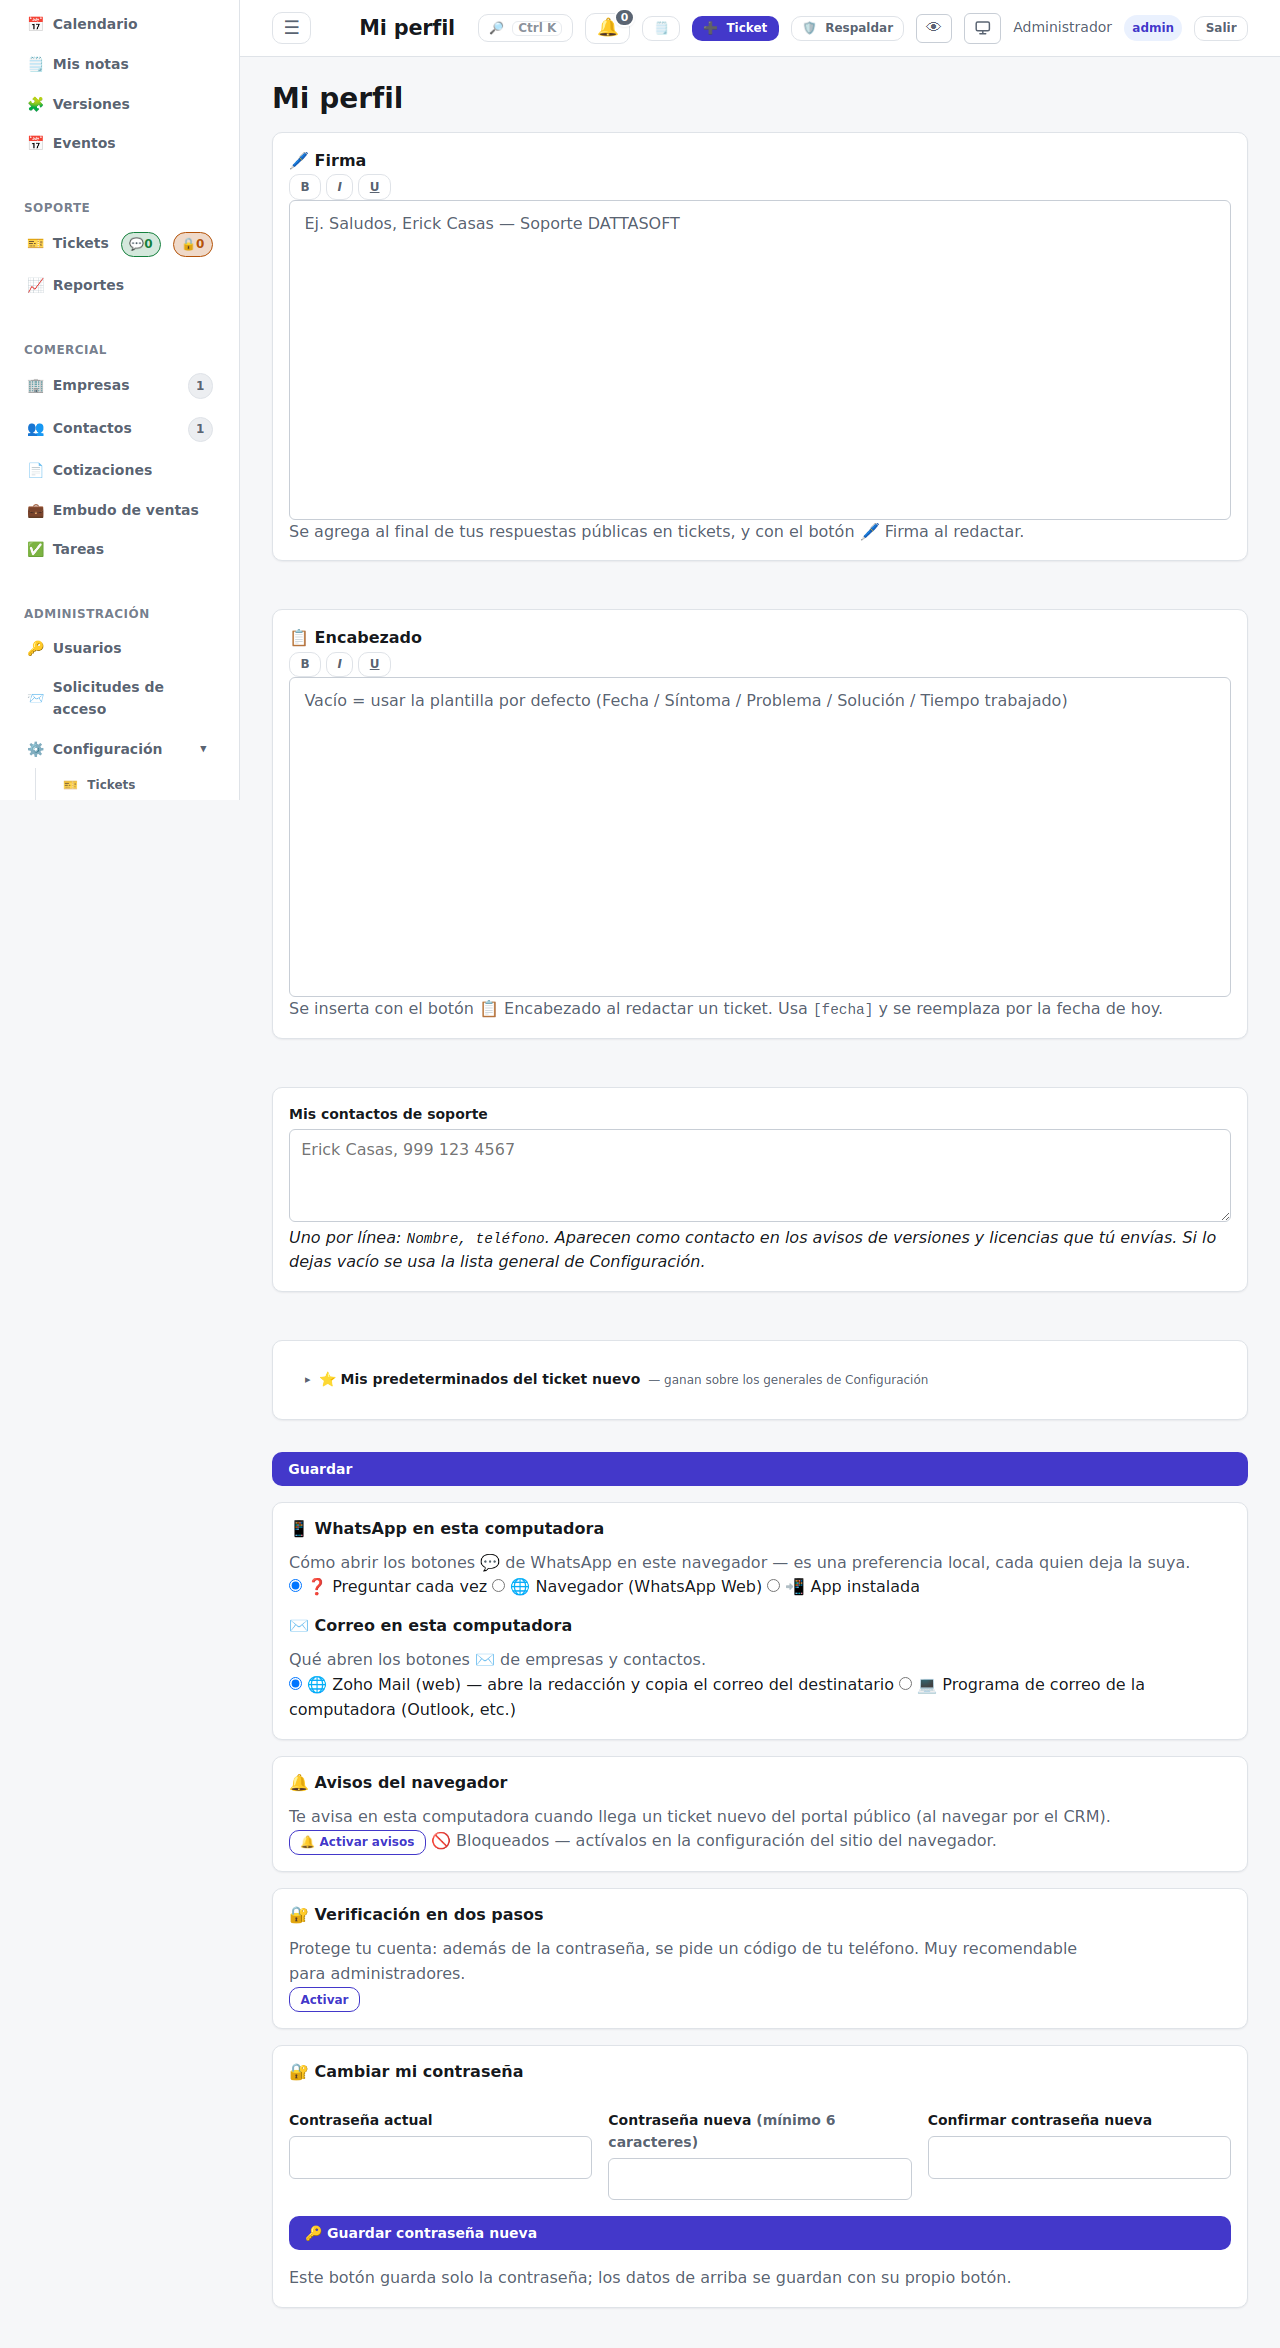 Calendario
Mis notas
Versiones
Eventos
SOPORTE
Tickets 0 0
Reportes
COMERCIAL
Empresas 1
Contactos 1
Cotizaciones
Embudo de ventas
Tareas
ADMINISTRACIÓN
Usuarios
Solicitudes de
acceso
Configuración ▾
Tickets
☰ Mi perfil 🔎 Ctrl K 🔔 0 ➕ Ticket 🛡️ Respaldar Administrador admin Salir
Mi perfil
🖊️ Firma
B I U
Ej. Saludos, Erick Casas — Soporte DATTASOFT
Se agrega al final de tus respuestas públicas en tickets, y con el botón 🖊️ Firma al redactar.
📋 Encabezado
B I U
Vacío = usar la plantilla por defecto (Fecha / Síntoma / Problema / Solución / Tiempo trabajado)
Se inserta con el botón 📋 Encabezado al redactar un ticket. Usa [fecha] y se reemplaza por la fecha de hoy.
Mis contactos de soporte
Erick Casas, 999 123 4567
Uno por línea: Nombre, teléfono. Aparecen como contacto en los avisos de versiones y licencias que tú envías. Si lo
dejas vacío se usa la lista general de Configuración.
▸ ⭐ Mis predeterminados del ticket nuevo — ganan sobre los generales de Configuración
Guardar
📱 WhatsApp en esta computadora
Cómo abrir los botones 💬 de WhatsApp en este navegador — es una preferencia local, cada quien deja la suya.
❓ Preguntar cada vez 🌐 Navegador (WhatsApp Web) 📲 App instalada
✉️ Correo en esta computadora
Qué abren los botones ✉️ de empresas y contactos.
🌐 Zoho Mail (web) — abre la redacción y copia el correo del destinatario 💻 Programa de correo de la
computadora (Outlook, etc.)
🔔 Avisos del navegador
Te avisa en esta computadora cuando llega un ticket nuevo del portal público (al navegar por el CRM).
🔔 Activar avisos 🚫 Bloqueados — actívalos en la configuración del sitio del navegador.
🔐 Verificación en dos pasos
Protege tu cuenta: además de la contraseña, se pide un código de tu teléfono. Muy recomendable
para administradores.
Activar
🔐 Cambiar mi contraseña
Contraseña actual
Contraseña nueva (mínimo 6
caracteres)
Confirmar contraseña nueva
🔑 Guardar contraseña nueva
Este botón guarda solo la contraseña; los datos de arriba se guardan con su propio botón.